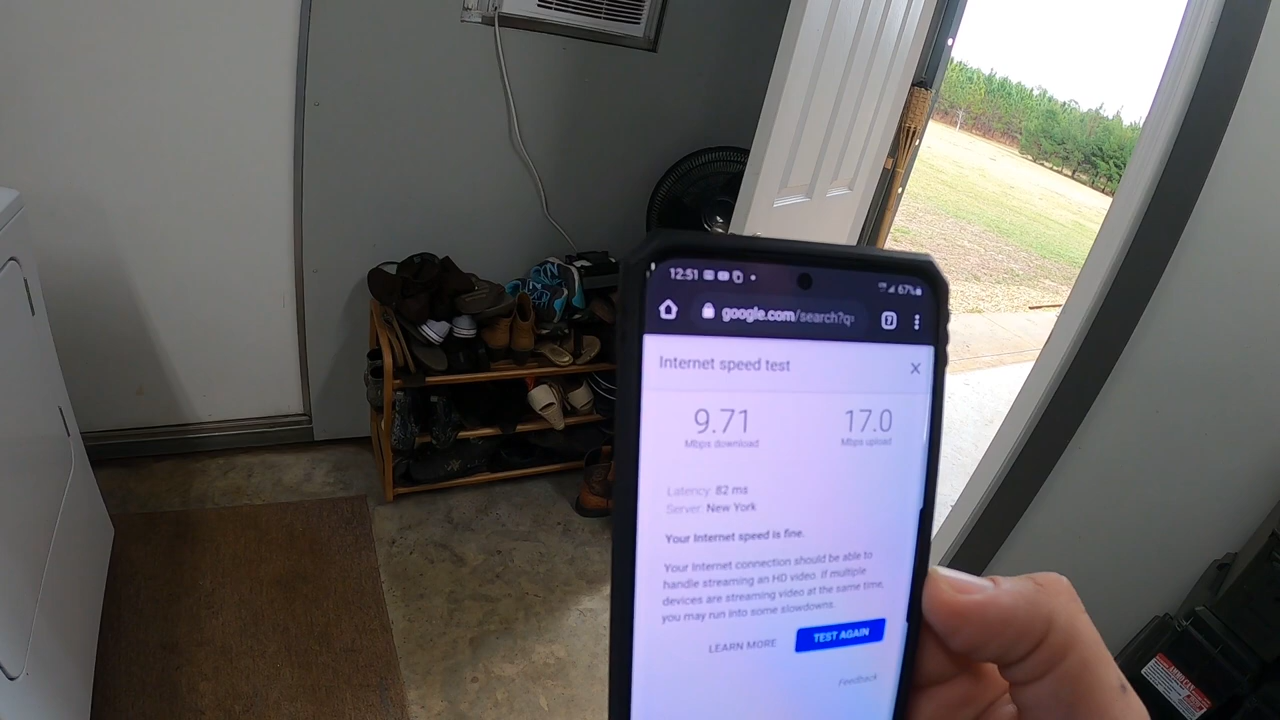 12:51
67%
google.com/search?q=
7
Internet speed test
9.71
Mbps download
17.0
Mbps upload
Latency: 82 ms
Server: New York
Your Internet speed is fine.
Your Internet connection should be able to
handle streaming an HD video. If multiple
devices are streaming video at the same time,
you may run into some slowdowns.
LEARN MORE
TEST AGAIN
Feedback